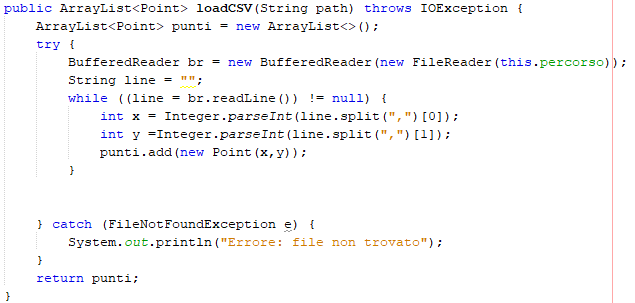 public ArrayList<Point> loadCSV(String path) throws IOException {
    ArrayList<Point> punti = new ArrayList<>();
    try {
        BufferedReader br = new BufferedReader(new FileReader(this.percorso));
        String line = "";
        while ((line = br.readLine()) != null) {
            int x = Integer.parseInt(line.split(",")[0]);
            int y =Integer.parseInt(line.split(",")[1]);
            punti.add(new Point(x,y));
        }
    } catch (FileNotFoundException e) {
        System.out.println("Errore: file non trovato");
    }
    return punti;
}